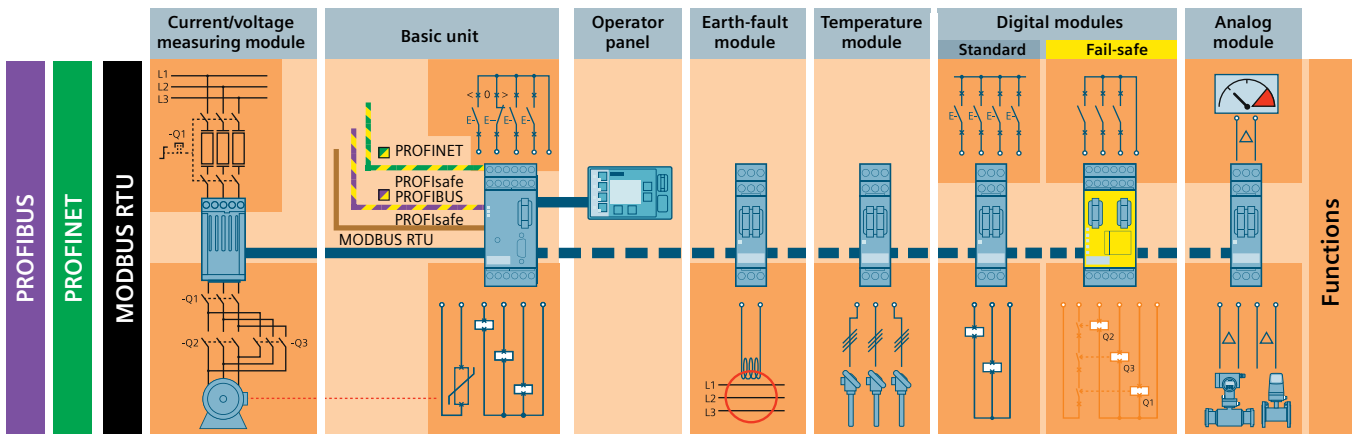 PROFIBUS
PROFINET
MODBUS RTU
Current/voltage
measuring module
L1
L2
L3
-Q1
-Q1
-Q2
-Q3
Basic unit
< 0 >
E- E- E- E-
PROFINET
PROFIsafe
PROFIBUS
PROFIsafe
MODBUS RTU
Operator
panel
Earth-fault
module
L1
L2
L3
Temperature
module
Digital modules
Standard
E- E- E- E-
Fail-safe
Q2
Q3
Q1
Analog
module
Functions